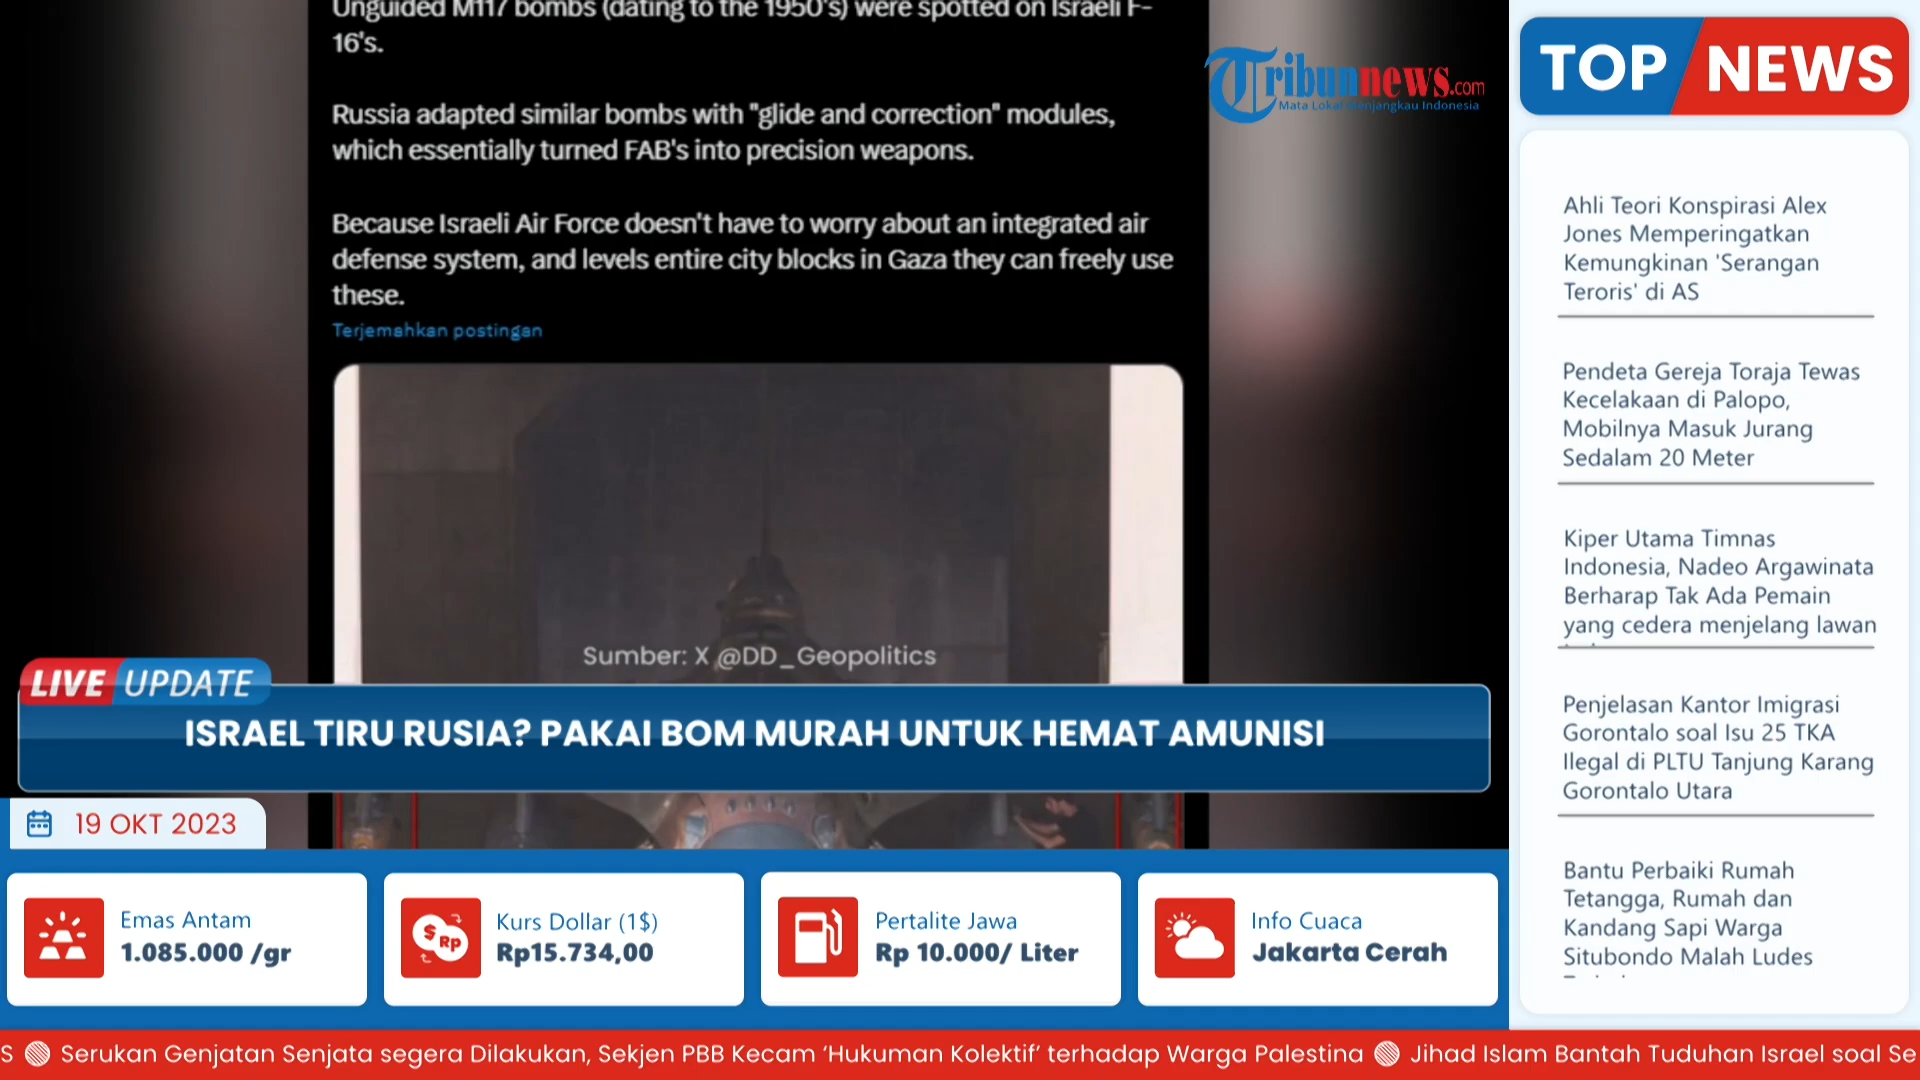 Unguided M117 bombs (dating to the 1950's) were spotted on Israeli F-
16's.
Russia adapted similar bombs with "glide and correction" modules,
which essentially turned FAB's into precision weapons.
Because Israeli Air Force doesn't have to worry about an integrated air
defense system, and levels entire city blocks in Gaza they can freely use
these.
Terjemahkan postingan
Tribunnews.com
Mata Lokal Menjangkau Indonesia
Sumber: X @DD_Geopolitics
LIVE UPDATE
ISRAEL TIRU RUSIA? PAKAI BOM MURAH UNTUK HEMAT AMUNISI
19 OKT 2023
Emas Antam
1.085.000 /gr
Kurs Dollar (1$)
Rp15.734,00
Pertalite Jawa
Rp 10.000/ Liter
Info Cuaca
Jakarta Cerah
TOP NEWS
Ahli Teori Konspirasi Alex
Jones Memperingatkan
Kemungkinan 'Serangan
Teroris' di AS
Pendeta Gereja Toraja Tewas
Kecelakaan di Palopo,
Mobilnya Masuk Jurang
Sedalam 20 Meter
Kiper Utama Timnas
Indonesia, Nadeo Argawinata
Berharap Tak Ada Pemain
yang cedera menjelang lawan
Penjelasan Kantor Imigrasi
Gorontalo soal Isu 25 TKA
Ilegal di PLTU Tanjung Karang
Gorontalo Utara
Bantu Perbaiki Rumah
Tetangga, Rumah dan
Kandang Sapi Warga
Situbondo Malah Ludes
S Serukan Genjatan Senjata segera Dilakukan, Sekjen PBB Kecam ‘Hukuman Kolektif’ terhadap Warga Palestina Jihad Islam Bantah Tuduhan Israel soal Se